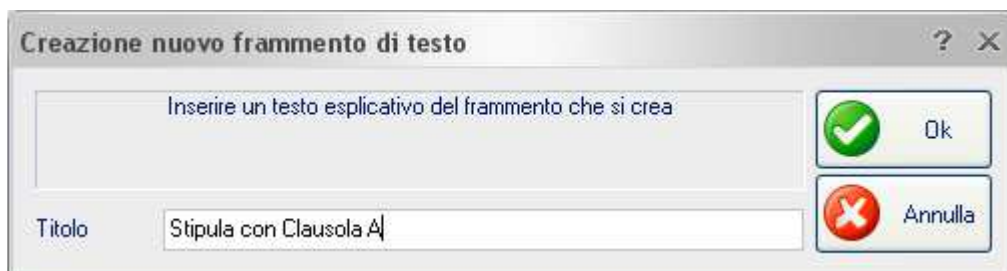 Creazione nuovo frammento di testo
Inserire un testo esplicativo del frammento che si crea
Ok
Titolo
Stipula con Clausola A
Annulla